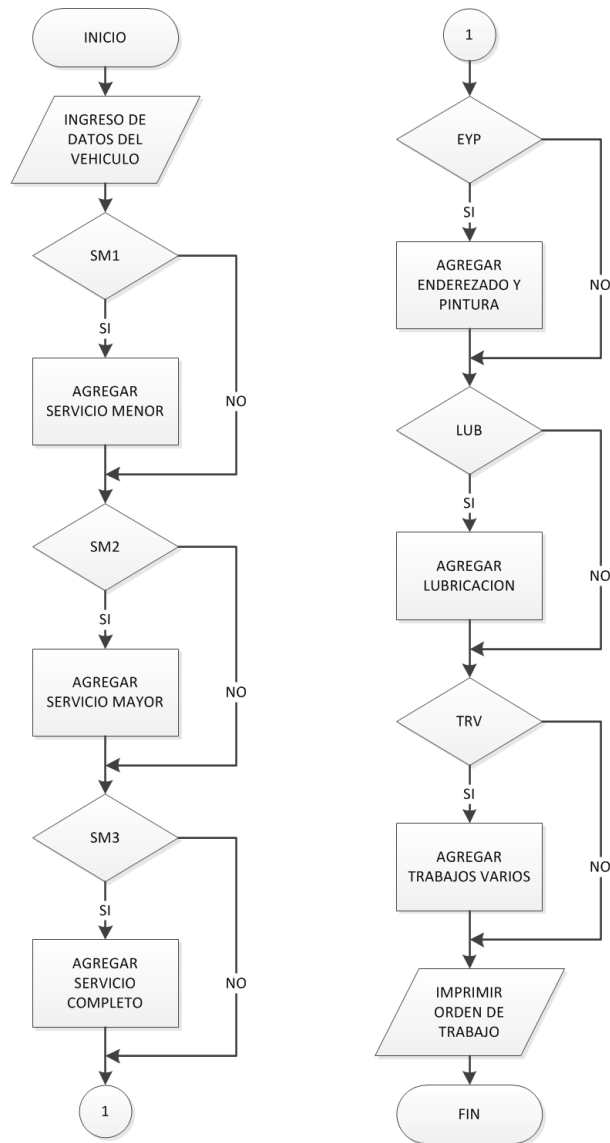 INICIO
INGRESO DE
DATOS DEL
VEHICULO
SM1
SI
NO
AGREGAR
SERVICIO MENOR
SM2
SI
NO
AGREGAR
SERVICIO MAYOR
SM3
SI
NO
AGREGAR
SERVICIO
COMPLETO
1
1
EYP
SI
NO
AGREGAR
ENDEREZADO Y
PINTURA
LUB
SI
NO
AGREGAR
LUBRICACION
TRV
SI
NO
AGREGAR
TRABAJOS VARIOS
IMPRIMIR
ORDEN DE
TRABAJO
FIN